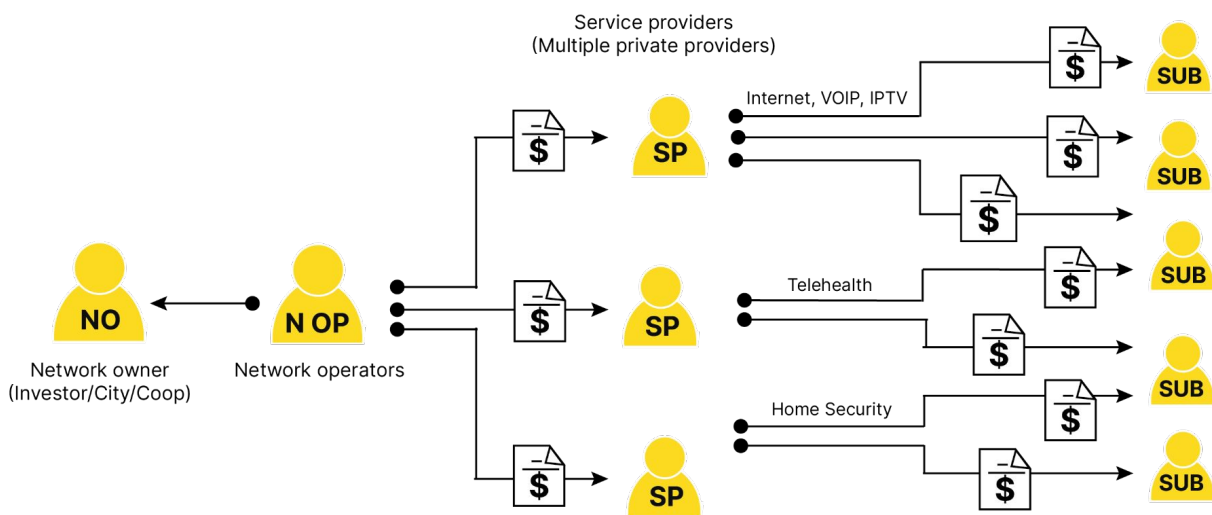 Service providers
(Multiple private providers)
$
SUB
Internet, VOIP, IPTV
$
SP
$
SUB
$
SUB
Telehealth
$
NO
N OP
$
SP
$
SUB
Network owner
(Investor/City/Coop)
Network operators
Home Security
$
$
SP
$
SUB